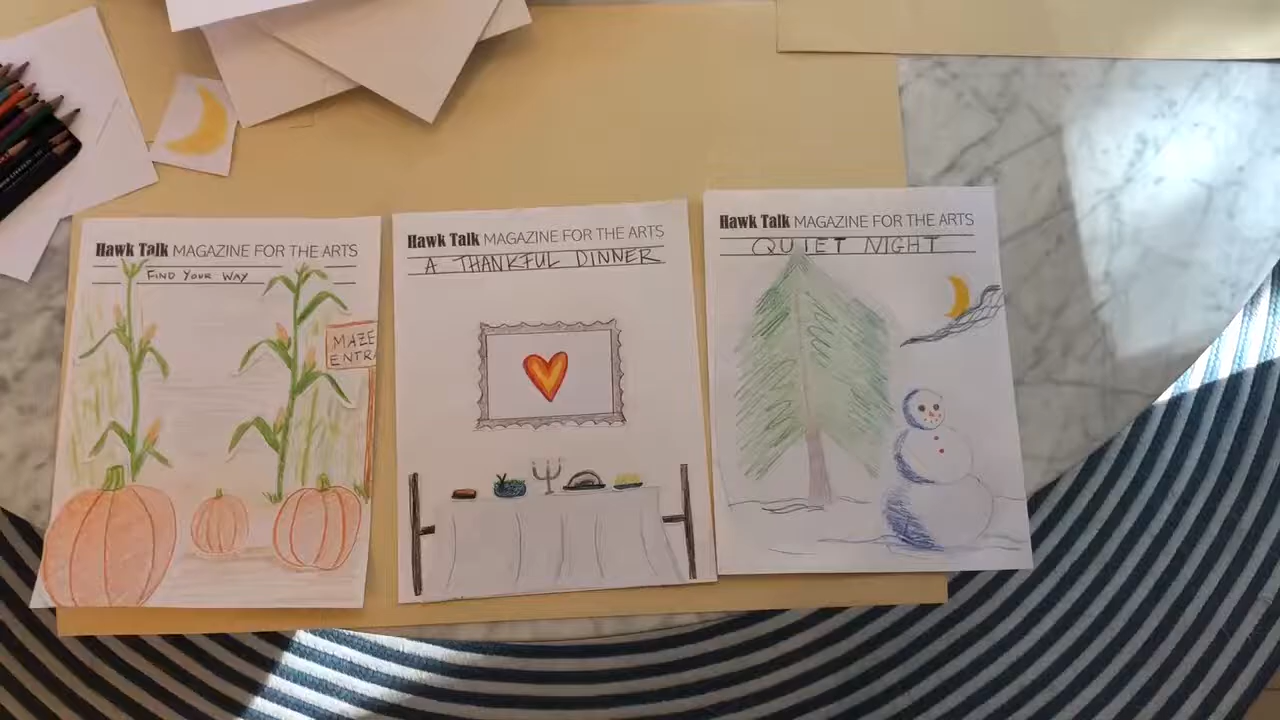 Hawk Talk MAGAZINE FOR THE ARTS
FIND YOUR WAY
MAZE
ENTRA
Hawk Talk MAGAZINE FOR THE ARTS
A THANKFUL DINNER
Hawk Talk MAGAZINE FOR THE ARTS
QUIET NIGHT